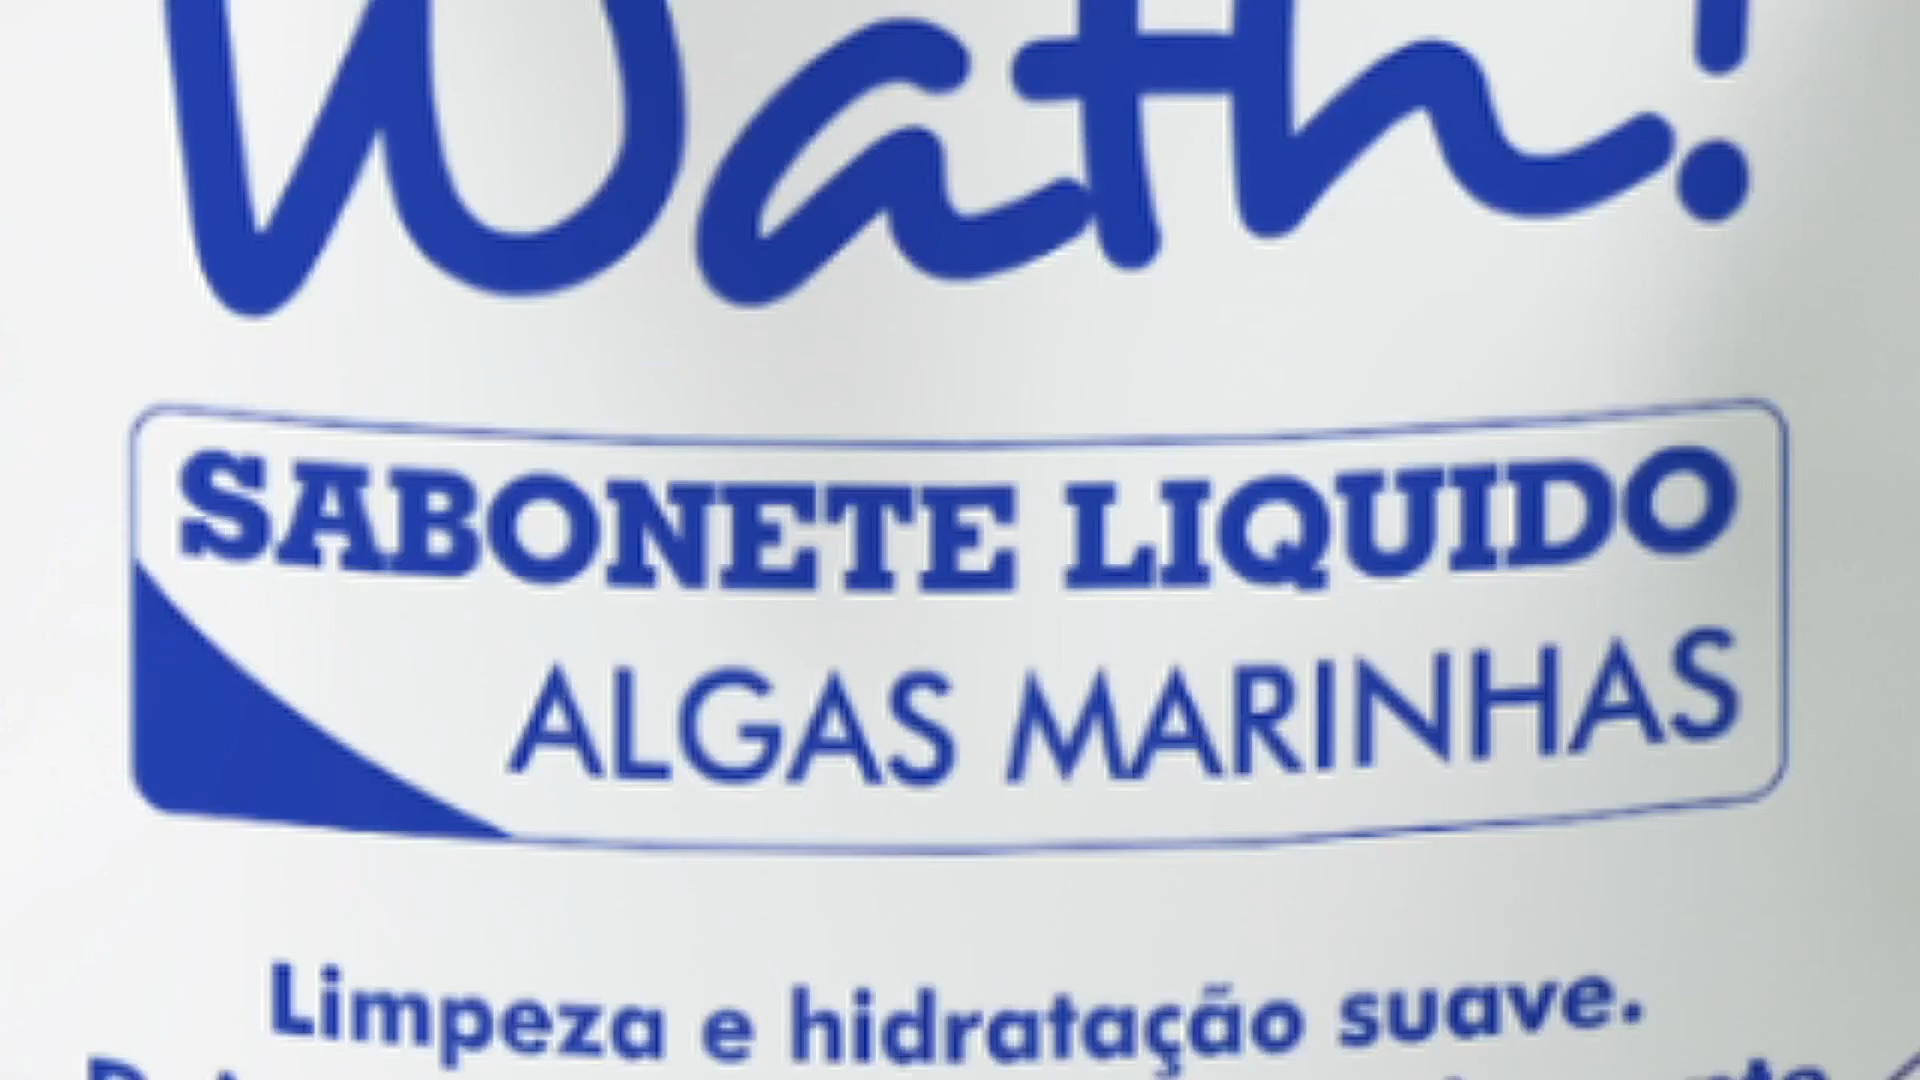 Wath!
SABONETE LIQUIDO
ALGAS MARINHAS
Limpeza e hidratação suave.